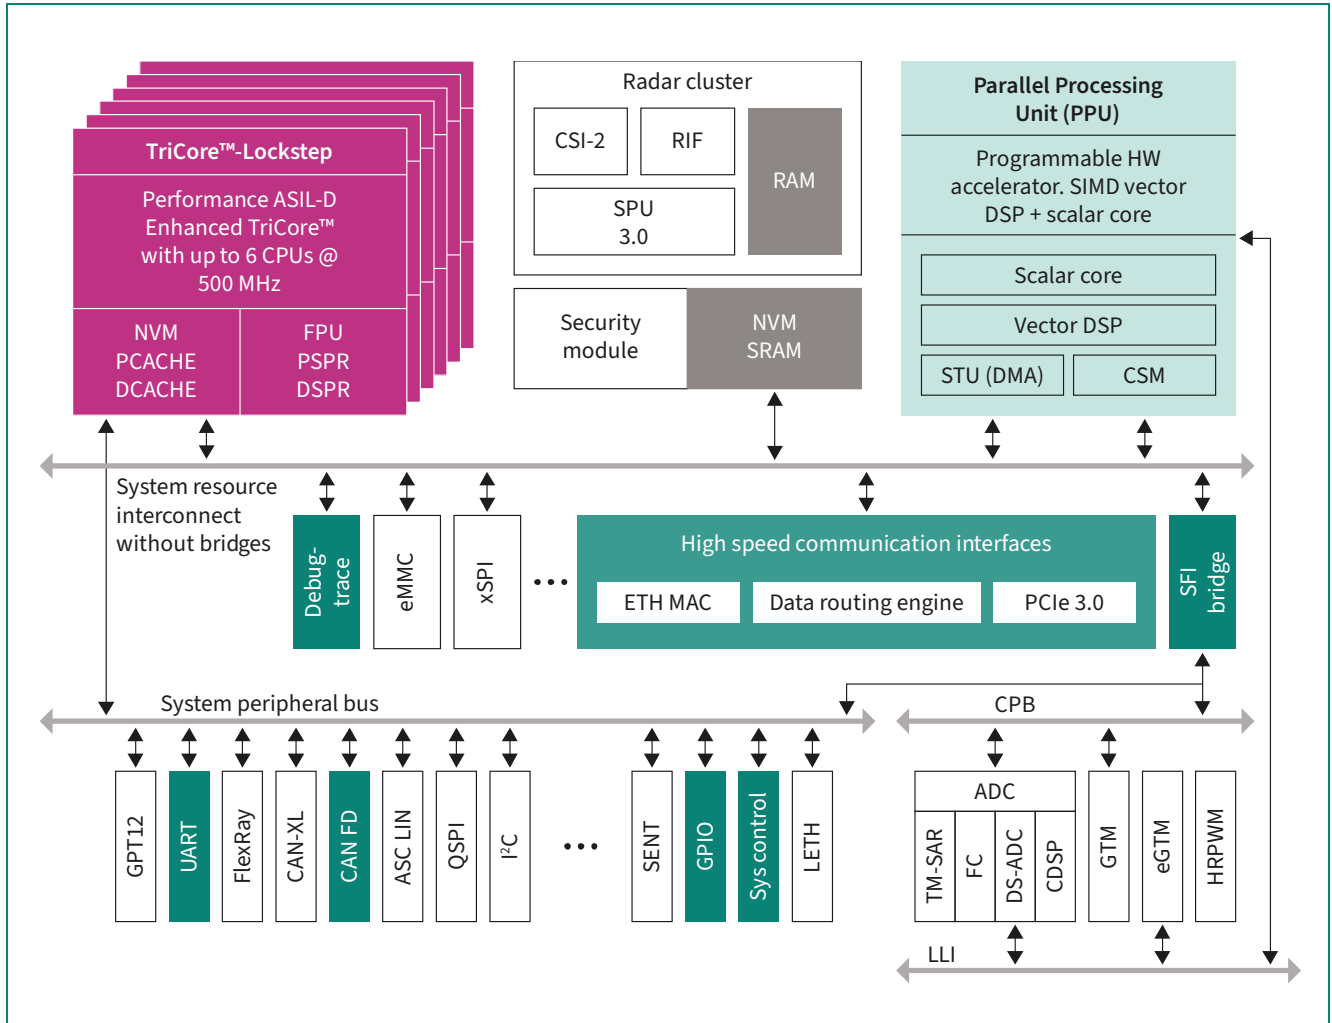 TriCore™-Lockstep
Performance ASIL-D
Enhanced TriCore™
with up to 6 CPUs @
500 MHz
NVM
PCACHE
DCACHE
FPU
PSPR
DSPR
Radar cluster
CSI-2
RIF
SPU
3.0
RAM
Security
module
NVM
SRAM
Parallel Processing
Unit (PPU)
Programmable HW
accelerator. SIMD vector
DSP + scalar core
Scalar core
Vector DSP
STU (DMA)
CSM
System resource
interconnect
without bridges
Debug-
trace
eMMC
xSPI
•••
High speed communication interfaces
ETH MAC
Data routing engine
PCIe 3.0
SFI
bridge
System peripheral bus
CPB
GPT12
UART
FlexRay
CAN-XL
CAN FD
ASC LIN
QSPI
I²C
•••
SENT
GPIO
Sys control
LETH
ADC
TM-SAR
FC
DS-ADC
CDSP
GTM
eGTM
HRPWM
LLI